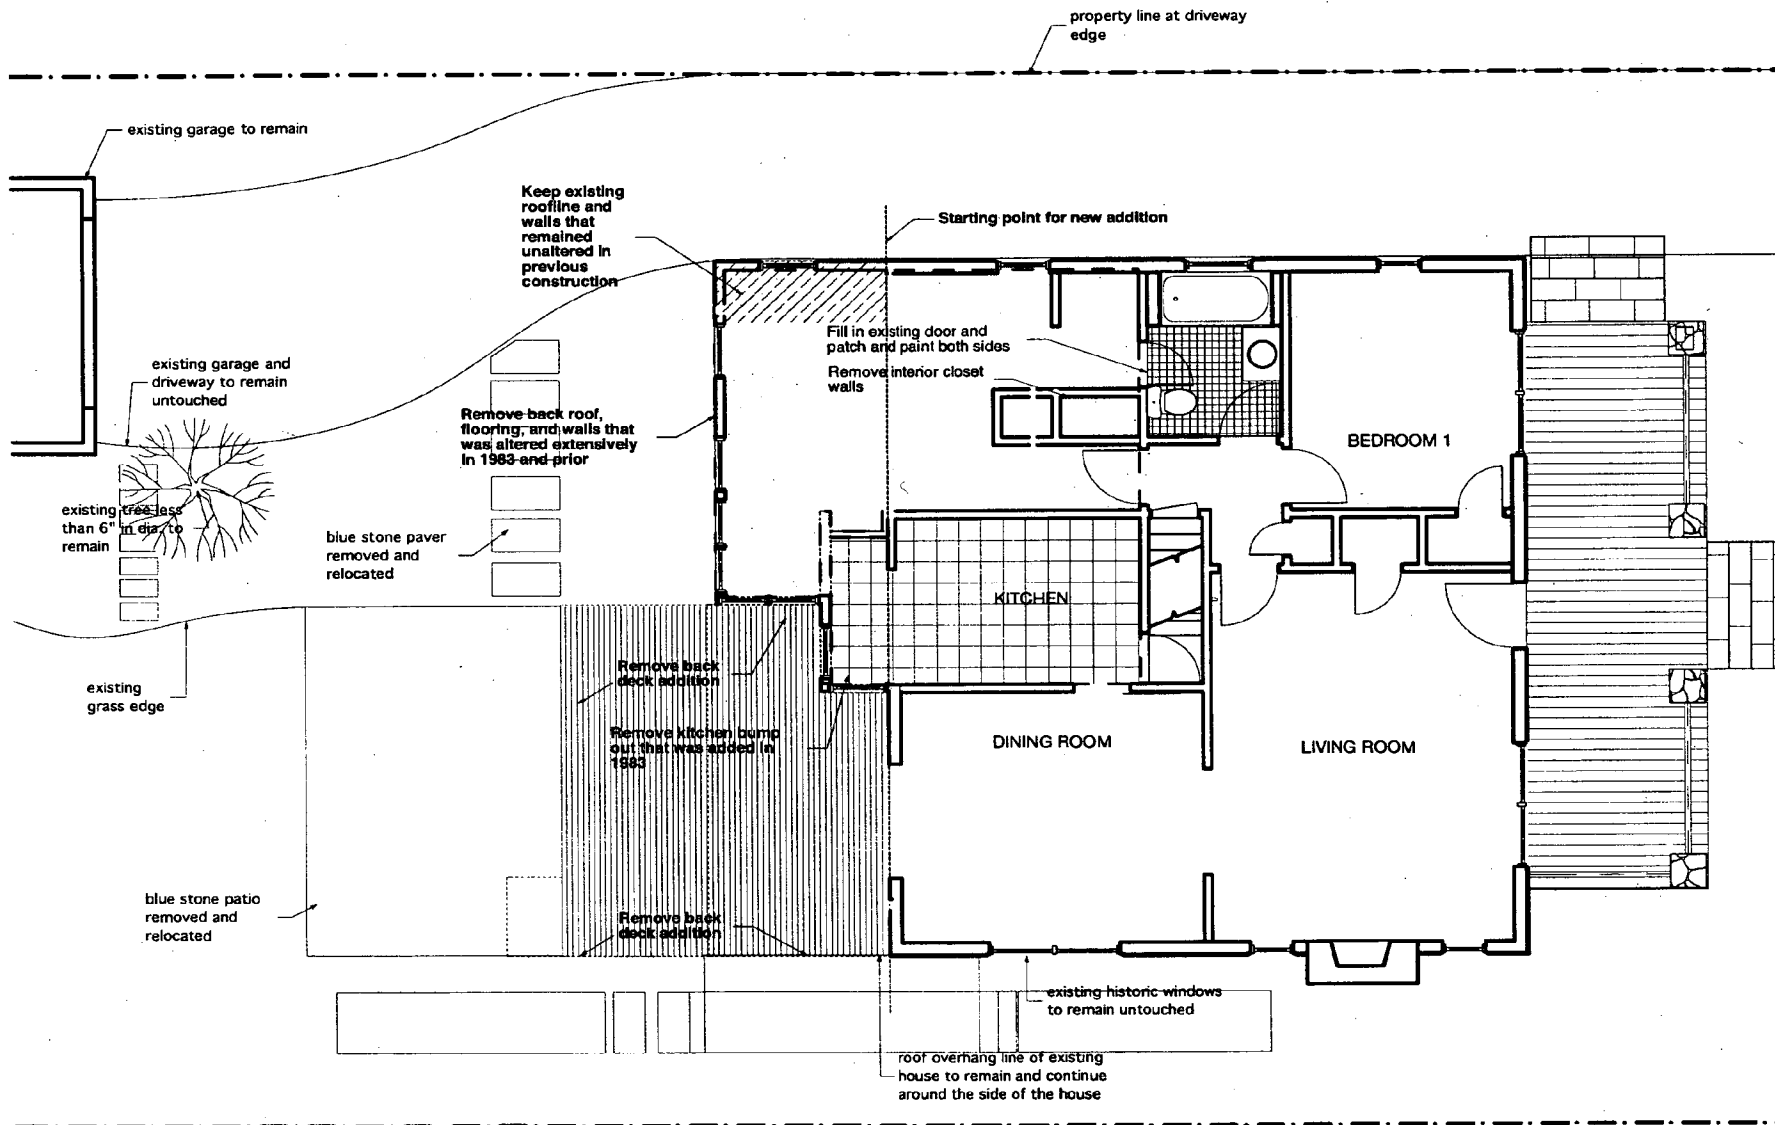 property line at driveway
edge
existing garage to remain
Keep existing
roofline and
walls that
remained
unaltered in
previous
construction
Starting point for new addition
Fill in existing door and
patch and paint both sides
Remove interior closet
walls
existing garage and
driveway to remain
untouched
Remove back roof,
flooring, and walls that
was altered extensively
in 1983 and prior
BEDROOM 1
existing tree less
than 6" in dia. to
remain
blue stone paver
removed and
relocated
KITCHEN
existing
grass edge
Remove back
deck addition
Remove kitchen bump
out that was added in
1983
DINING ROOM
LIVING ROOM
blue stone patio
removed and
relocated
Remove back
deck addition
existing historic windows
to remain untouched
roof overhang line of existing
house to remain and continue
around the side of the house